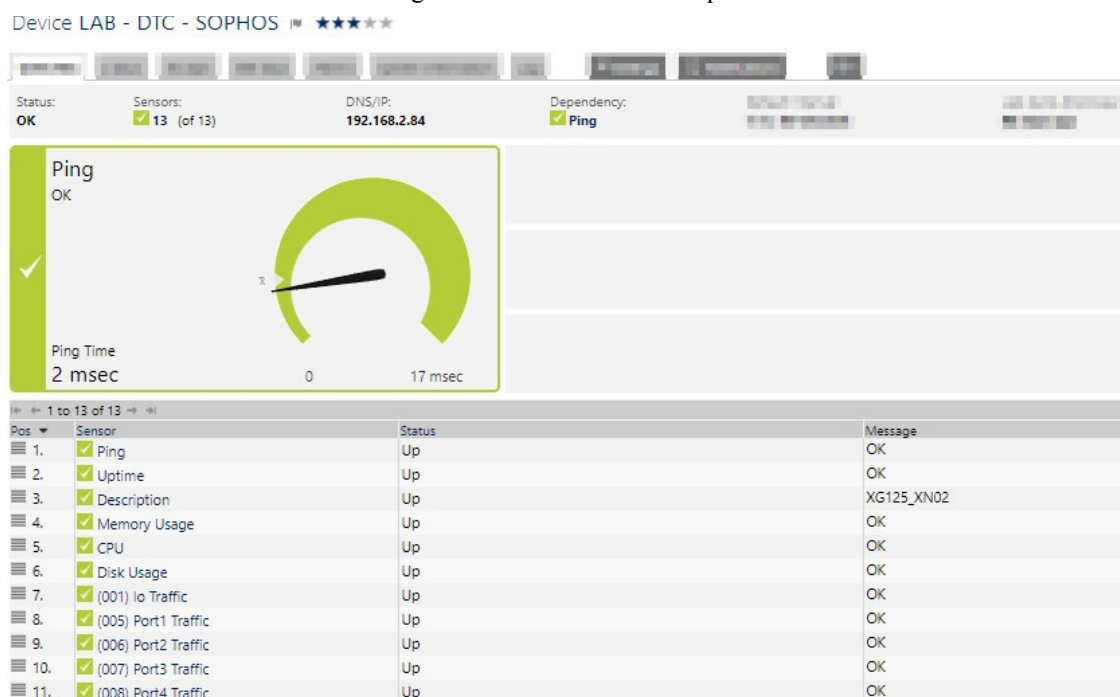 Device LAB - DTC - SOPHOS
Status: Sensors: DNS/IP: Dependency:
OK 13 (of 13) 192.168.2.84 Ping
Ping
OK
Ping Time
2 msec 0 17 msec
1 to 13 of 13
Pos Sensor Status Message
1. Ping Up OK
2. Uptime Up OK
3. Description Up XG125_XN02
4. Memory Usage Up OK
5. CPU Up OK
6. Disk Usage Up OK
7. (001) lo Traffic Up OK
8. (005) Port1 Traffic Up OK
9. (006) Port2 Traffic Up OK
10. (007) Port3 Traffic Up OK
11. (008) Port4 Traffic Up OK